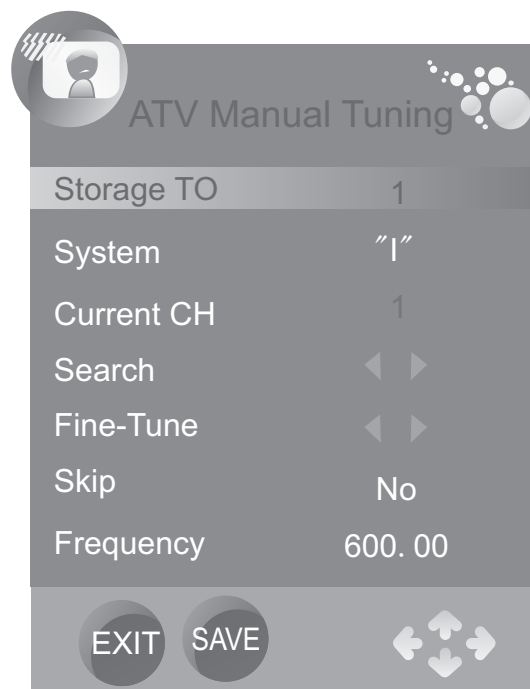 ATV Manual Tuning
Storage TO 1
System "I"
Current CH 1
Search
Fine-Tune
Skip No
Frequency 600. 00
EXIT SAVE